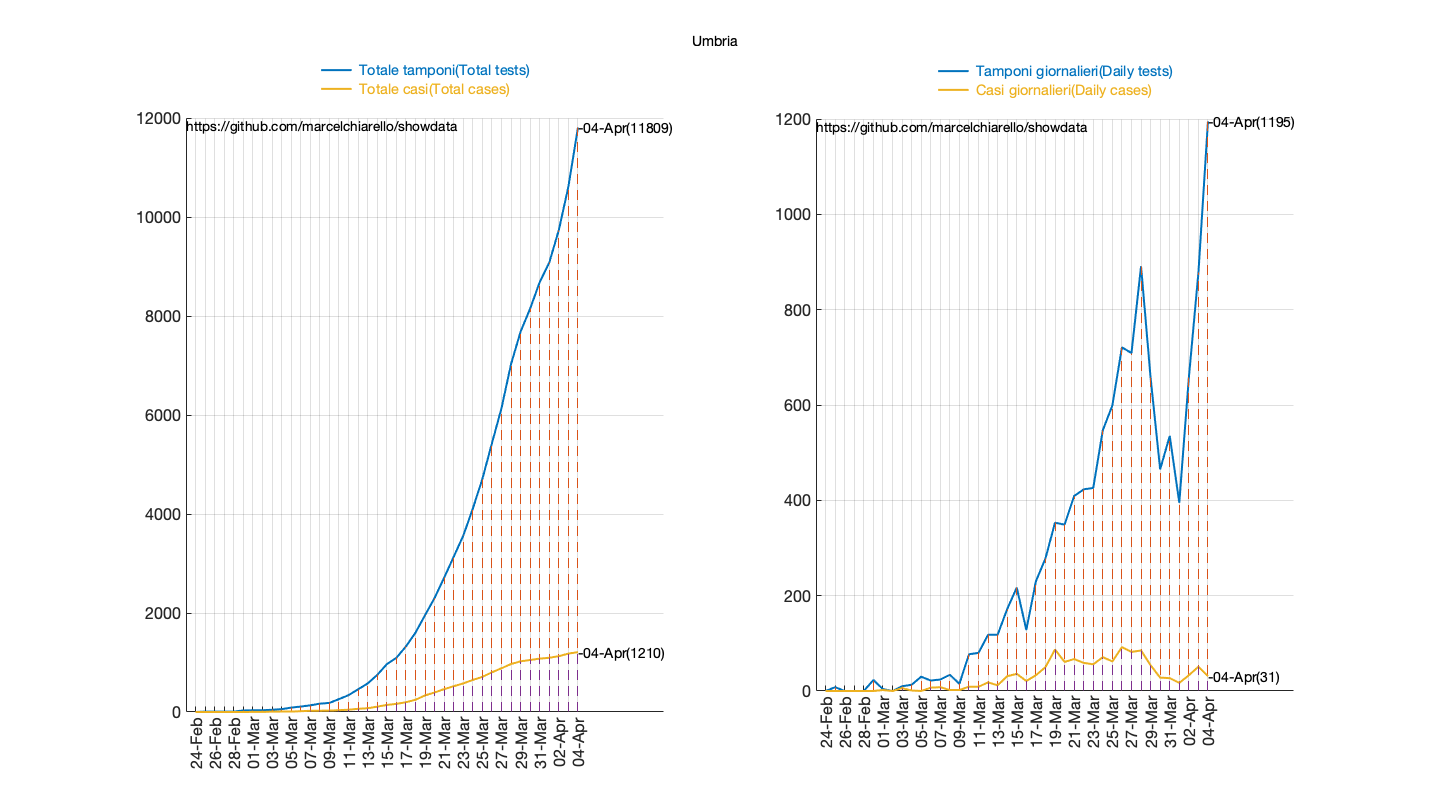 Umbria
Totale tamponi(Total tests)
Totale casi(Total cases)
12000
10000
8000
6000
4000
2000
0
https://github.com/marcelchiarello/showdata
-04-Apr(11809)
-04-Apr(1210)
24-Feb
26-Feb
28-Feb
01-Mar
03-Mar
05-Mar
07-Mar
09-Mar
11-Mar
13-Mar
15-Mar
17-Mar
19-Mar
21-Mar
23-Mar
25-Mar
27-Mar
29-Mar
31-Mar
02-Apr
04-Apr
Tamponi giornalieri(Daily tests)
Casi giornalieri(Daily cases)
1200
1000
800
600
400
200
0
https://github.com/marcelchiarello/showdata
-04-Apr(1195)
-04-Apr(31)
24-Feb
26-Feb
28-Feb
01-Mar
03-Mar
05-Mar
07-Mar
09-Mar
11-Mar
13-Mar
15-Mar
17-Mar
19-Mar
21-Mar
23-Mar
25-Mar
27-Mar
29-Mar
31-Mar
02-Apr
04-Apr